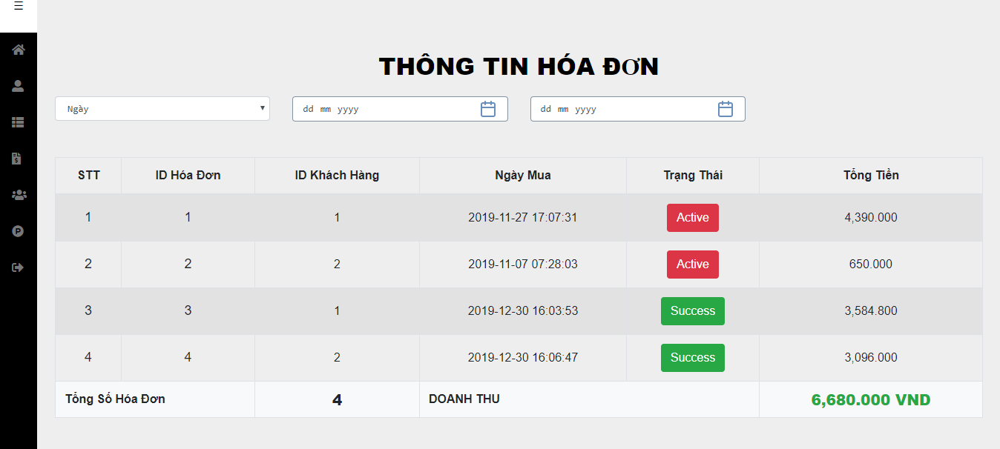 THÔNG TIN HÓA ĐƠN
Ngày dd mm yyyy dd mm yyyy
STT ID Hóa Đơn ID Khách Hàng Ngày Mua Trạng Thái Tổng Tiền
1 1 1 2019-11-27 17:07:31 Active 4,390.000
2 2 2 2019-11-07 07:28:03 Active 650.000
3 3 1 2019-12-30 16:03:53 Success 3,584.800
4 4 2 2019-12-30 16:06:47 Success 3,096.000
Tổng Số Hóa Đơn 4 DOANH THU 6,680.000 VND